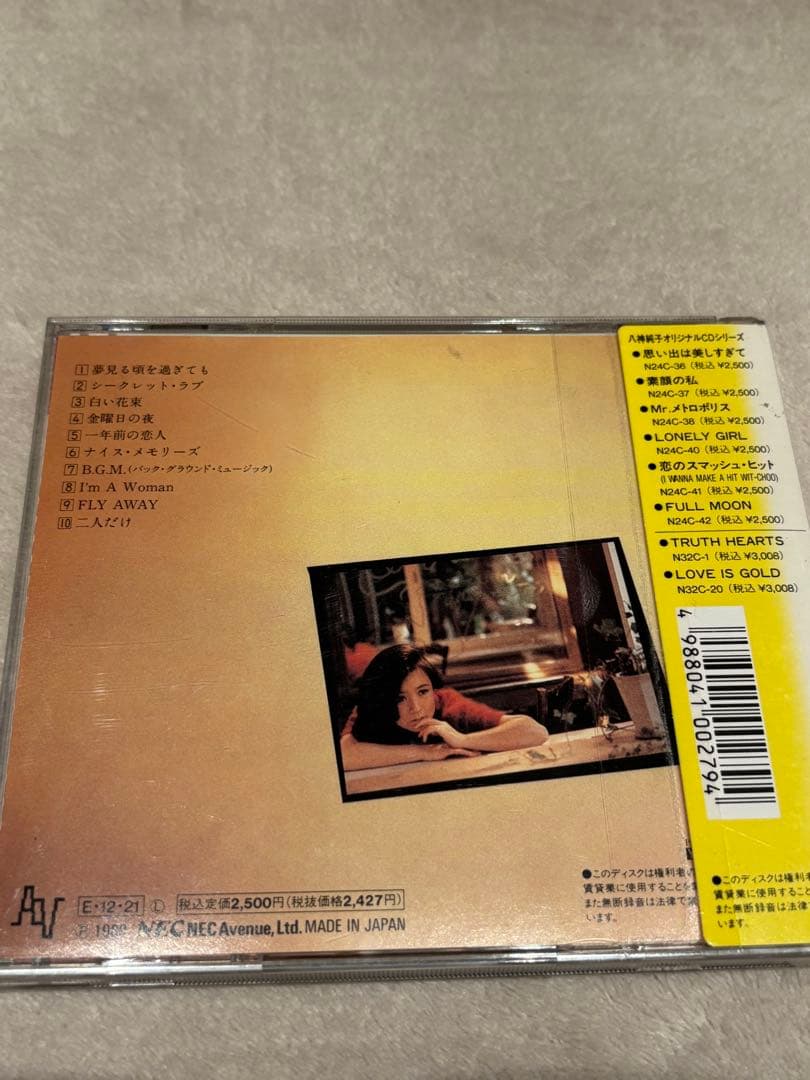 1 夢見る頃を過ぎても
2 シークレット・ラブ
3 白い花束
4 金曜日の夜
5 一年前の恋人
6 ナイス・メモリーズ
7 B.G.M.(バック・グラウンド・ミュージック)
8 I'm A Woman
9 FLY AWAY
10 二人だけ
E・12・21 Ⓛ 税込定価2,500円(税抜価格2,427円)
NEC NEC Avenue, Ltd. MADE IN JAPAN
●このディスクは権利者の
賃貸業に使用することを
また無断録音は法律で禁
います。
八神純子オリジナルCDシリーズ
●思い出は美しすぎて
N24C-36(税込 ¥2,500)
●素顔の私
N24C-37(税込 ¥2,500)
●Mr.メトロポリス
N24C-38(税込 ¥2,500)
●LONELY GIRL
N24C-40(税込 ¥2,500)
●恋のスマッシュ・ヒット
(I WANNA MAKE A HIT WIT-CHOO)
N24C-41(税込 ¥2,500)
●FULL MOON
N24C-42(税込 ¥2,500)
●TRUTH HEARTS
N32C-1(税込 ¥3,008)
●LOVE IS GOLD
N32C-20(税込 ¥3,008)
4 988041 002794
●このディスクは権利者
賃貸業に使用すること
また無断録音は法律で
います。